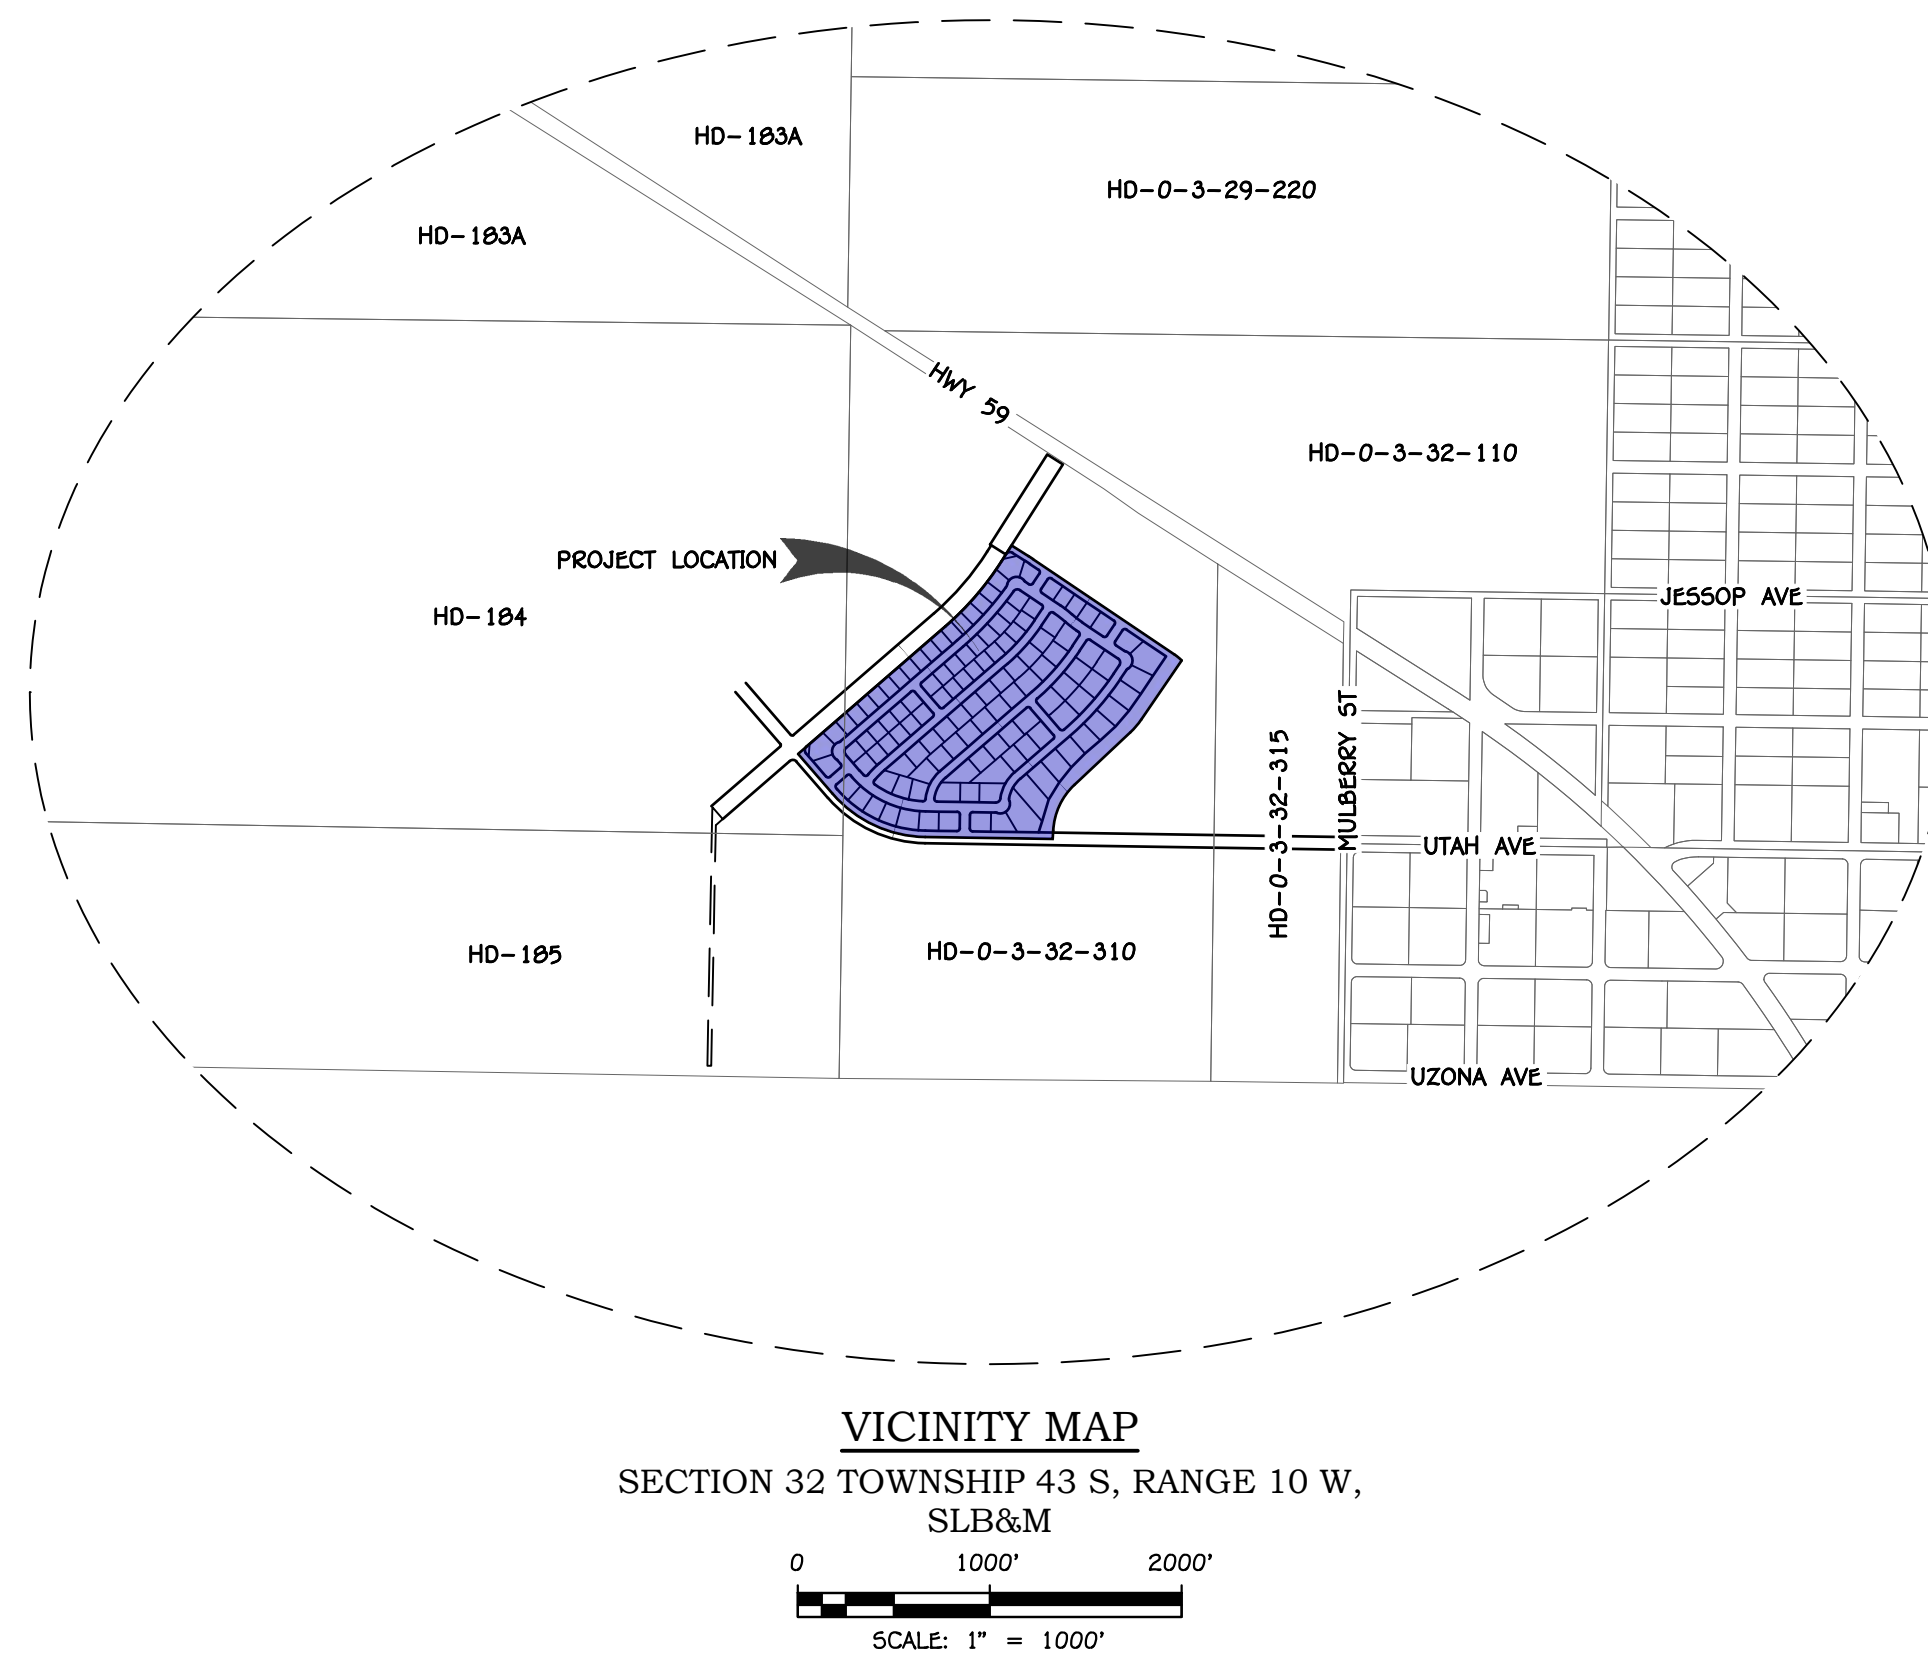 HD-183A
HD-0-3-29-220
HD-183A
HWY 59
HD-0-3-32-110
PROJECT LOCATION
JESSOP AVE
HD-184
MULBERRY ST
HD-0-3-32-315
UTAH AVE
HD-185
HD-0-3-32-310
UZONA AVE
VICINITY MAP
SECTION 32 TOWNSHIP 43 S, RANGE 10 W,
SLB&M
0 1000' 2000'
SCALE: 1" = 1000'